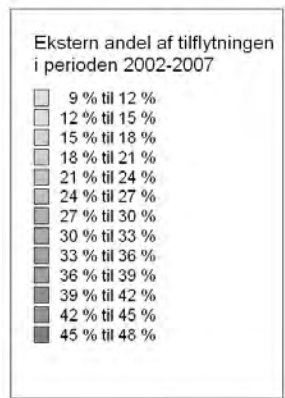 Ekstern andel af tilflytningen
i perioden 2002-2007
9 % til 12 %
12 % til 15 %
15 % til 18 %
18 % til 21 %
21 % til 24 %
24 % til 27 %
27 % til 30 %
30 % til 33 %
33 % til 36 %
36 % til 39 %
39 % til 42 %
42 % til 45 %
45 % til 48 %